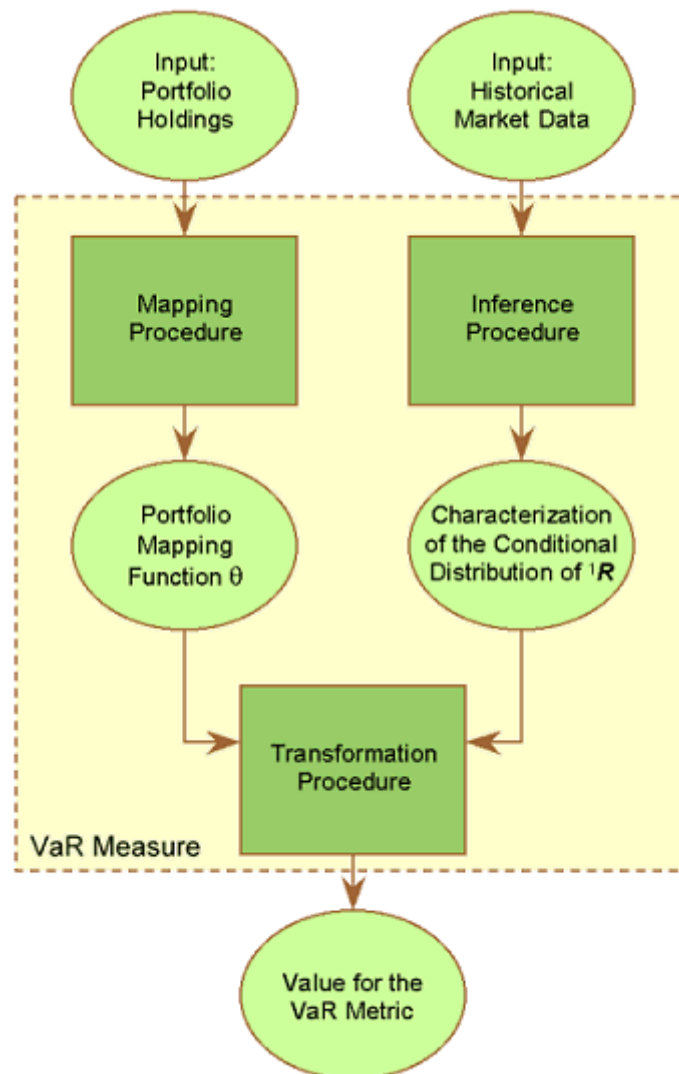 Input:
Portfolio
Holdings
Input:
Historical
Market Data
Mapping
Procedure
Inference
Procedure
Portfolio
Mapping
Function θ
Characterization
of the Conditional
Distribution of ¹R
Transformation
Procedure
VaR Measure
Value for the
VaR Metric